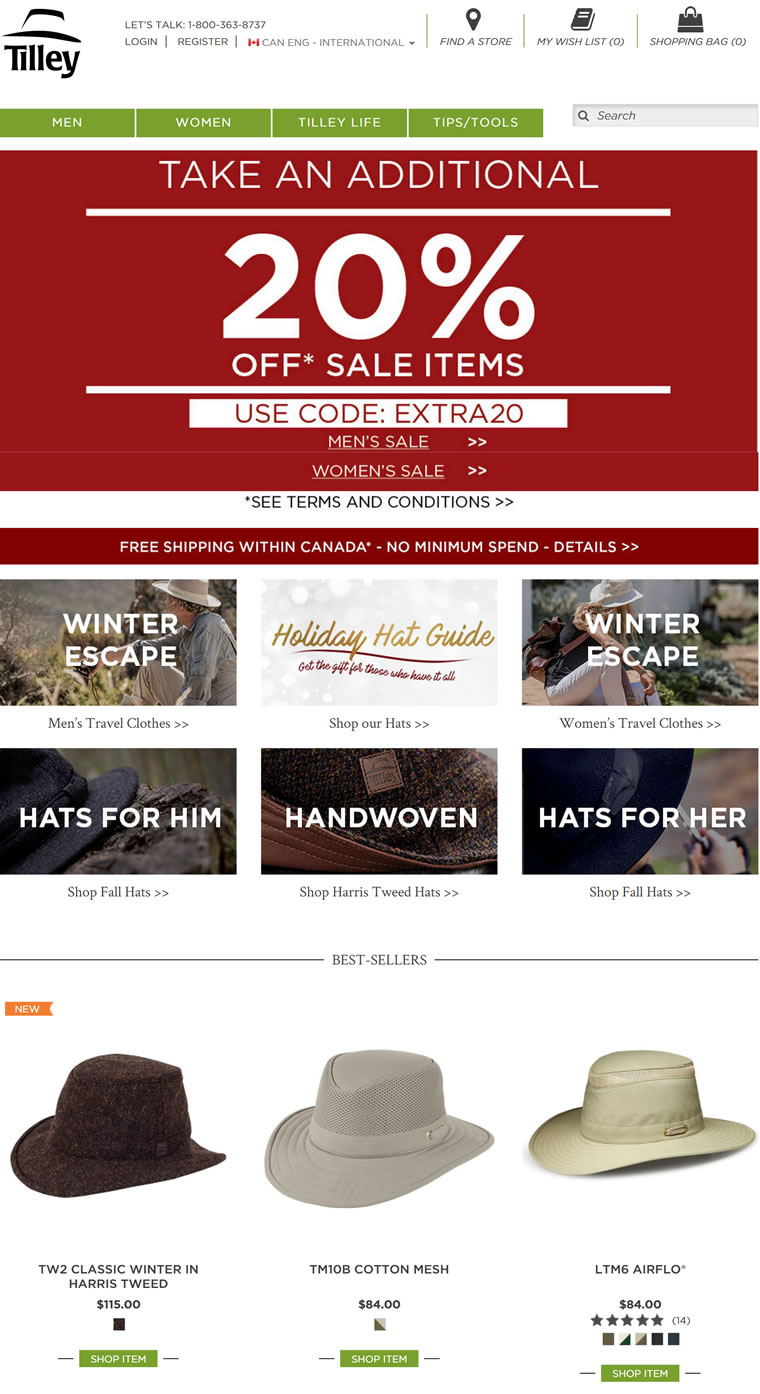 Tilley
LET'S TALK: 1-800-363-8737
LOGIN | REGISTER | CAN ENG - INTERNATIONAL
FIND A STORE
MY WISH LIST (0)
SHOPPING BAG (0)
MEN
WOMEN
TILLEY LIFE
TIPS/TOOLS
Search
TAKE AN ADDITIONAL
20%
OFF* SALE ITEMS
USE CODE: EXTRA20
MEN'S SALE >>
WOMEN'S SALE >>
*SEE TERMS AND CONDITIONS >>
FREE SHIPPING WITHIN CANADA* - NO MINIMUM SPEND - DETAILS >>
WINTER
ESCAPE
Men's Travel Clothes >>
Holiday Hat Guide
Get the gift for those who have it all
Shop our Hats >>
WINTER
ESCAPE
Women's Travel Clothes >>
HATS FOR HIM
Shop Fall Hats >>
HANDWOVEN
Shop Harris Tweed Hats >>
HATS FOR HER
Shop Fall Hats >>
BEST-SELLERS
NEW
TW2 CLASSIC WINTER IN
HARRIS TWEED
$115.00
SHOP ITEM
TM10B COTTON MESH
$84.00
SHOP ITEM
LTM6 AIRFLO®
$84.00
(14)
SHOP ITEM